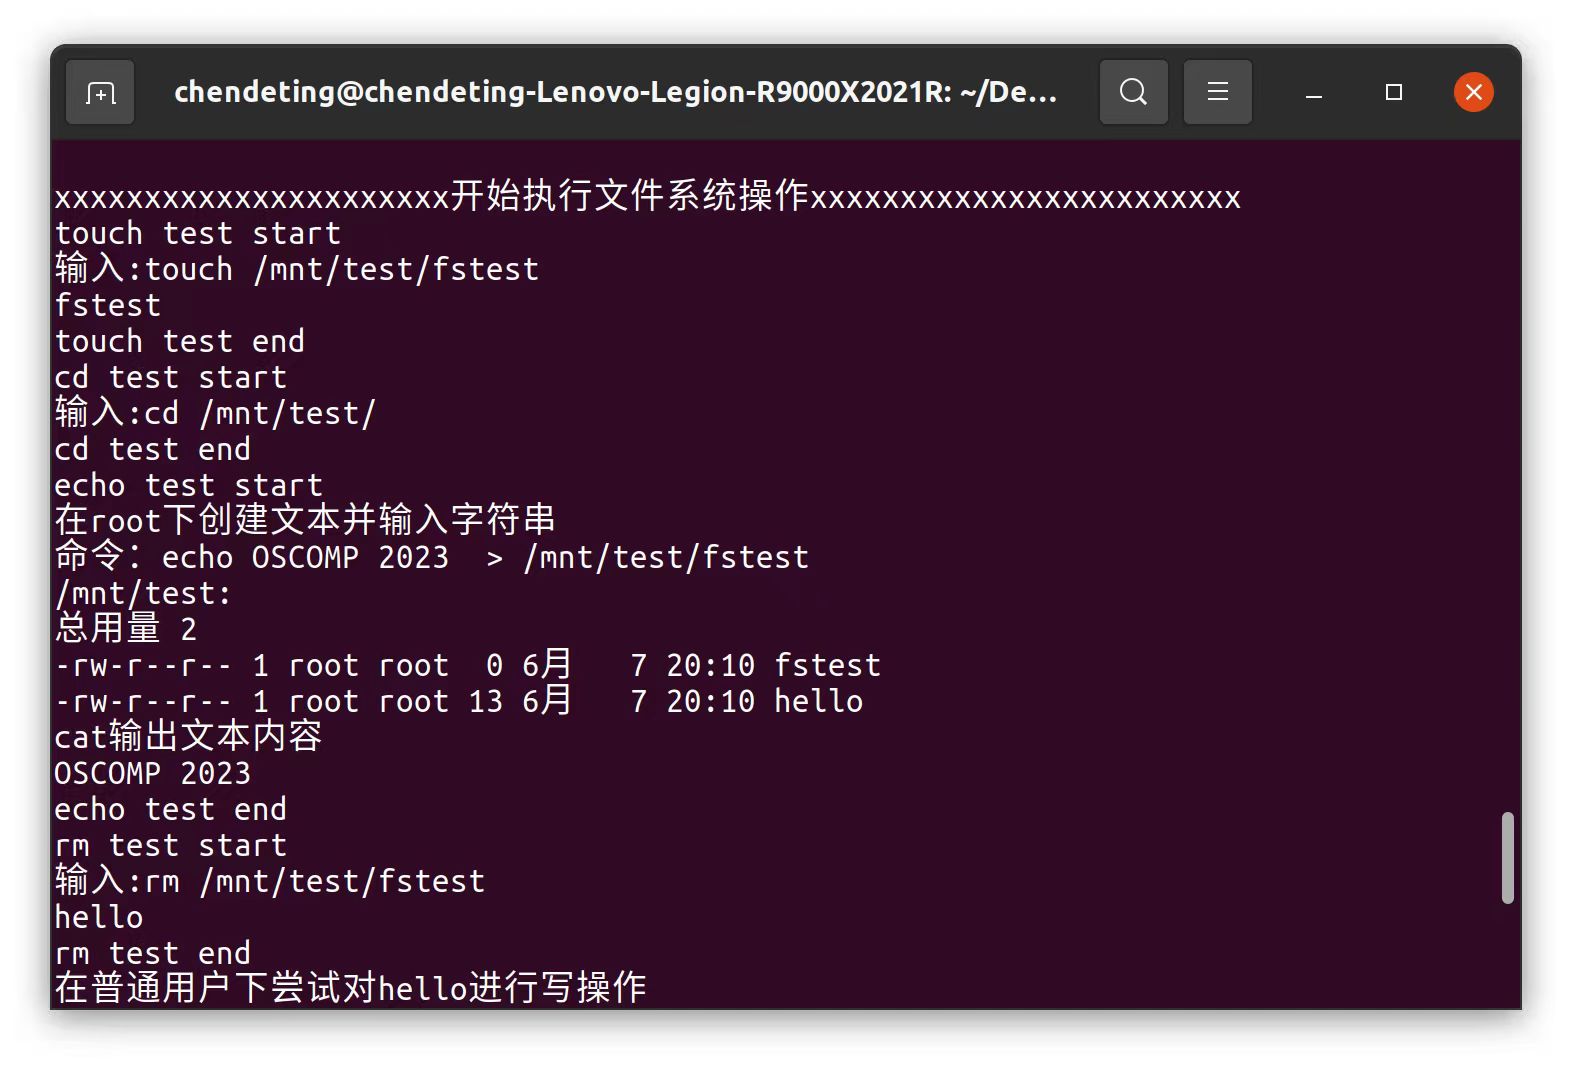 chendeting@chendeting-Lenovo-Legion-R9000X2021R: ~/De...
xxxxxxxxxxxxxxxxxxxxxx开始执行文件系统操作xxxxxxxxxxxxxxxxxxxxxxxx
touch test start
输入:touch /mnt/test/fstest
fstest
touch test end
cd test start
输入:cd /mnt/test/
cd test end
echo test start
在root下创建文本并输入字符串
命令：echo OSCOMP 2023  > /mnt/test/fstest
/mnt/test:
总用量 2
-rw-r--r-- 1 root root  0 6月   7 20:10 fstest
-rw-r--r-- 1 root root 13 6月   7 20:10 hello
cat输出文本内容
OSCOMP 2023
echo test end
rm test start
输入:rm /mnt/test/fstest
hello
rm test end
在普通用户下尝试对hello进行写操作